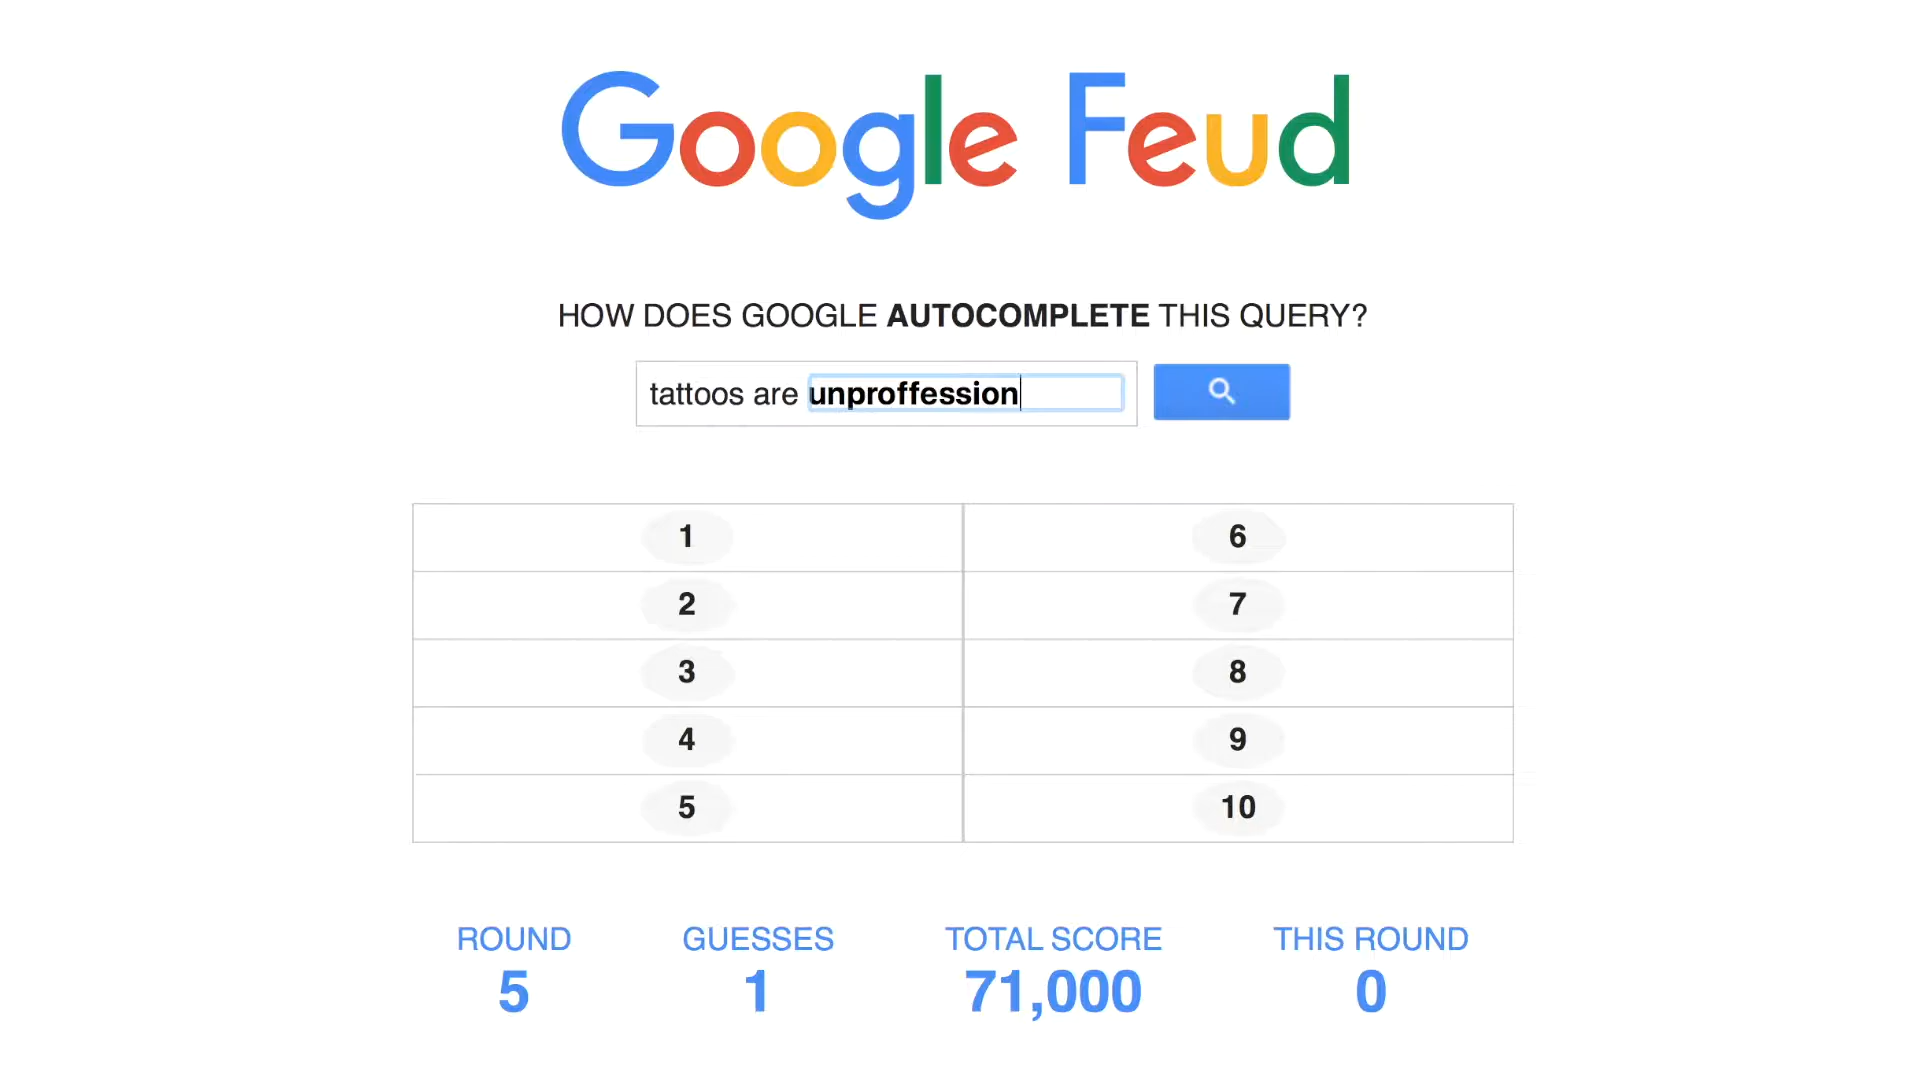 Google Feud
HOW DOES GOOGLE AUTOCOMPLETE THIS QUERY?
tattoos are unproffession
1
2
3
4
5
6
7
8
9
10
ROUND GUESSES TOTAL SCORE THIS ROUND
5 1 71,000 0